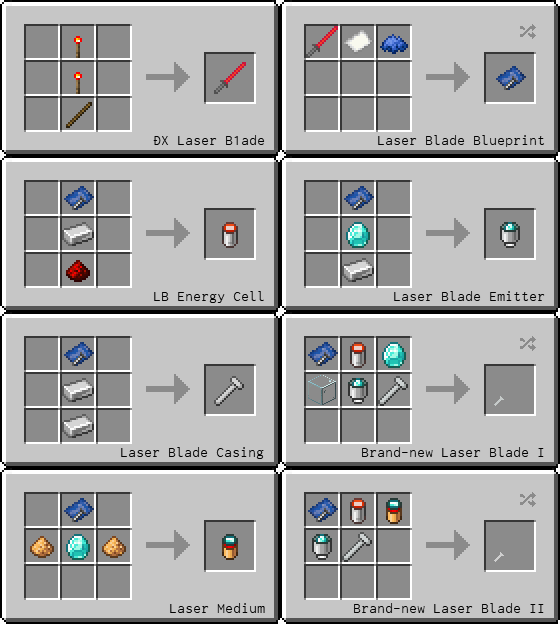 ÐX Laser B1ade
Laser Blade Blueprint
LB Energy Cell
Laser Blade Emitter
Laser Blade Casing
Brand-new Laser Blade I
Laser Medium
Brand-new Laser Blade II